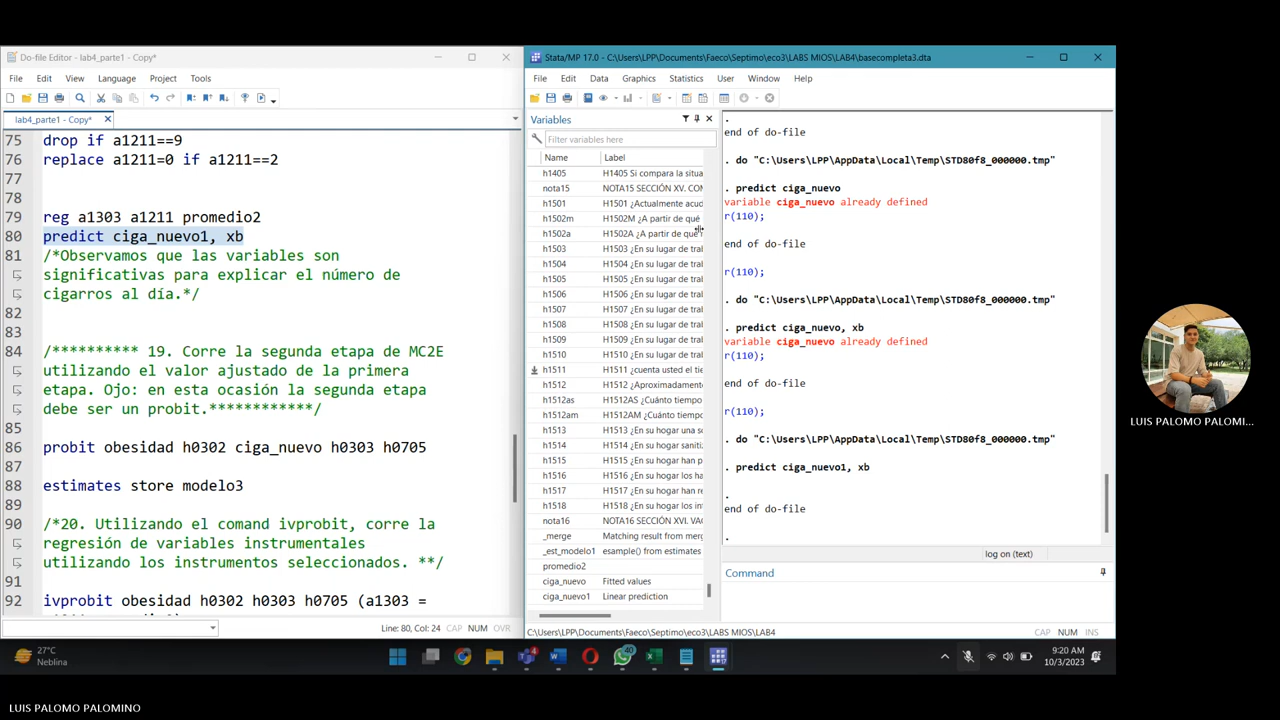 Do-file Editor - lab4_parte1 - Copy*
File Edit View Language Project Tools
lab4_parte1 - Copy*
75 drop if a1211==9
76 replace a1211=0 if a1211==2
77
78
79 reg a1303 a1211 promedio2
80 predict ciga_nuevo1, xb
81 /*Observamos que las variables son
significativas para explicar el número de
cigarros al día.*/
82
83
84 /********** 19. Corre la segunda etapa de MC2E
utilizando el valor ajustado de la primera
etapa. Ojo: en esta ocasión la segunda etapa
debe ser un probit.************/
85
86 probit obesidad h0302 ciga_nuevo h0303 h0705
87
88 estimates store modelo3
89
90 /*20. Utilizando el comand ivprobit, corre la
regresión de variables instrumentales
utilizando los instrumentos seleccionados. **/
91
92 ivprobit obesidad h0302 h0303 h0705 (a1303 =
Line: 80, Col: 24 CAP NUM OVR
Stata/MP 17.0 - C:\Users\LPP\Documents\Faeco\Septimo\eco3\LABS MIOS\LAB4\basecompleta3.dta
File Edit Data Graphics Statistics User Window Help
Variables
Filter variables here
Name Label
h1405 H1405 Si compara la situa
nota15 NOTA15 SECCIÓN XV. CON
h1501 H1501 ¿Actualmente acud
h1502m H1502M ¿A partir de qué
h1502a H1502A ¿A partir de qué
h1503 H1503 ¿En su lugar de tral
h1504 H1504 ¿En su lugar de tral
h1505 H1505 ¿En su lugar de tral
h1506 H1506 ¿En su lugar de tral
h1507 H1507 ¿En su lugar de tral
h1508 H1508 ¿En su lugar de tral
h1509 H1509 ¿En su lugar de tral
h1510 H1510 ¿En su lugar de tral
h1511 H1511 ¿cuenta usted el tie
h1512 H1512 ¿Aproximadament
h1512as H1512AS ¿Cuánto tiempo
h1512am H1512AM ¿Cuánto tiempo
h1513 H1513 ¿En su hogar una s
h1514 H1514 ¿En su hogar saniti
h1515 H1515 ¿En su hogar han p
h1516 H1516 ¿En su hogar los ha
h1517 H1517 ¿En su hogar han re
h1518 H1518 ¿En su hogar los in
nota16 NOTA16 SECCIÓN XVI. VAC
_merge Matching result from merg
_est_modelo1 esample() from estimates
promedio2
ciga_nuevo Fitted values
ciga_nuevo1 Linear prediction
.
end of do-file
. do "C:\Users\LPP\AppData\Local\Temp\STD80f8_000000.tmp"
. predict ciga_nuevo
variable ciga_nuevo already defined
r(110);
end of do-file
r(110);
. do "C:\Users\LPP\AppData\Local\Temp\STD80f8_000000.tmp"
. predict ciga_nuevo, xb
variable ciga_nuevo already defined
r(110);
end of do-file
r(110);
. do "C:\Users\LPP\AppData\Local\Temp\STD80f8_000000.tmp"
. predict ciga_nuevo1, xb
.
end of do-file
.
log on (text)
Command
C:\Users\LPP\Documents\Faeco\Septimo\eco3\LABS MIOS\LAB4
CAP NUM INS
27°C
Neblina
4
40
9:20 AM
10/3/2023
LUIS PALOMO PALOMI...
LUIS PALOMO PALOMINO